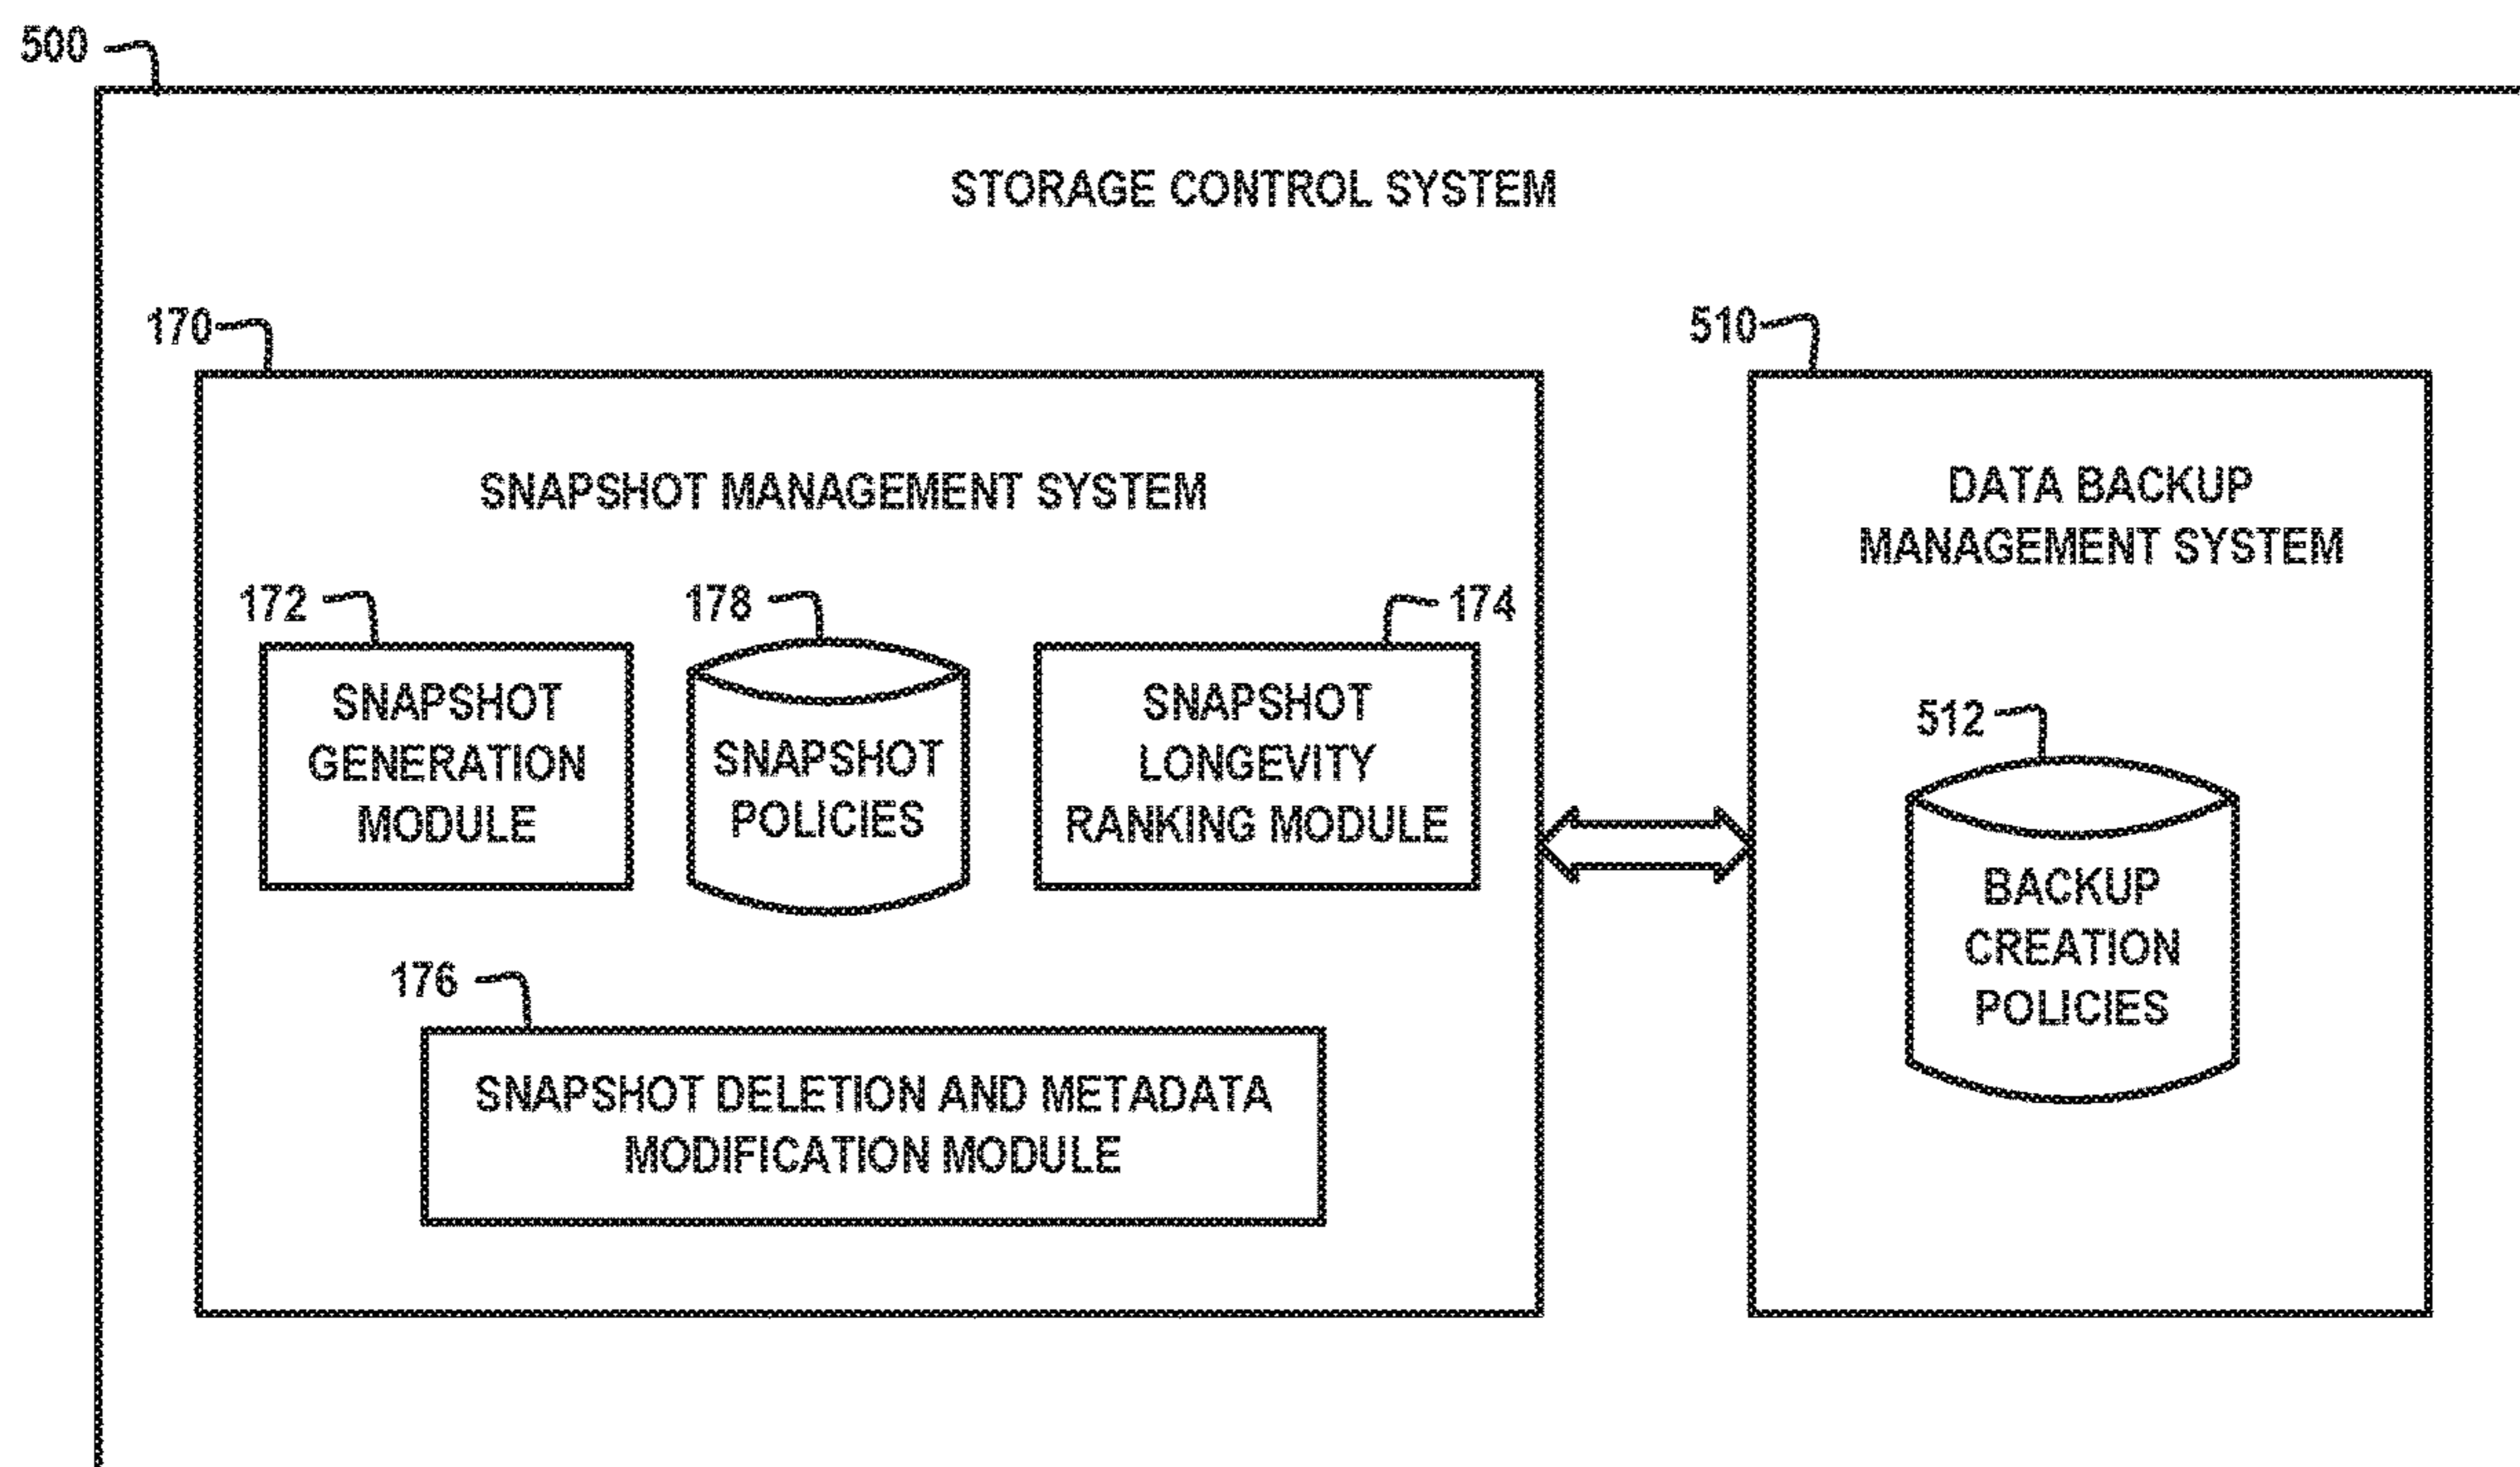 500
STORAGE CONTROL SYSTEM
170
510
SNAPSHOT MANAGEMENT SYSTEM
DATA BACKUP
MANAGEMENT SYSTEM
172
178
174
SNAPSHOT
GENERATION
MODULE
SNAPSHOT
POLICIES
SNAPSHOT
LONGEVITY
RANKING MODULE
512
BACKUP
CREATION
POLICIES
176
SNAPSHOT DELETION AND METADATA
MODIFICATION MODULE